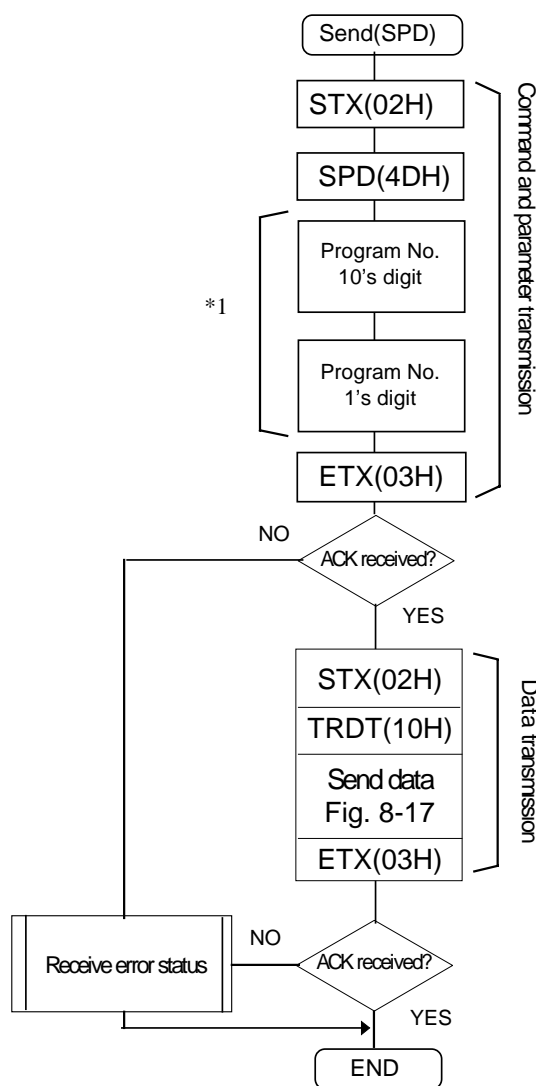 Send(SPD)
STX(02H)
SPD(4DH)
Program No.
10's digit
*1
Program No.
1's digit
ETX(03H)
Command and parameter transmission
NO
ACK received?
YES
STX(02H)
TRDT(10H)
Send data
Fig. 8-17
ETX(03H)
Data transmission
Receive error status
NO
ACK received?
YES
END